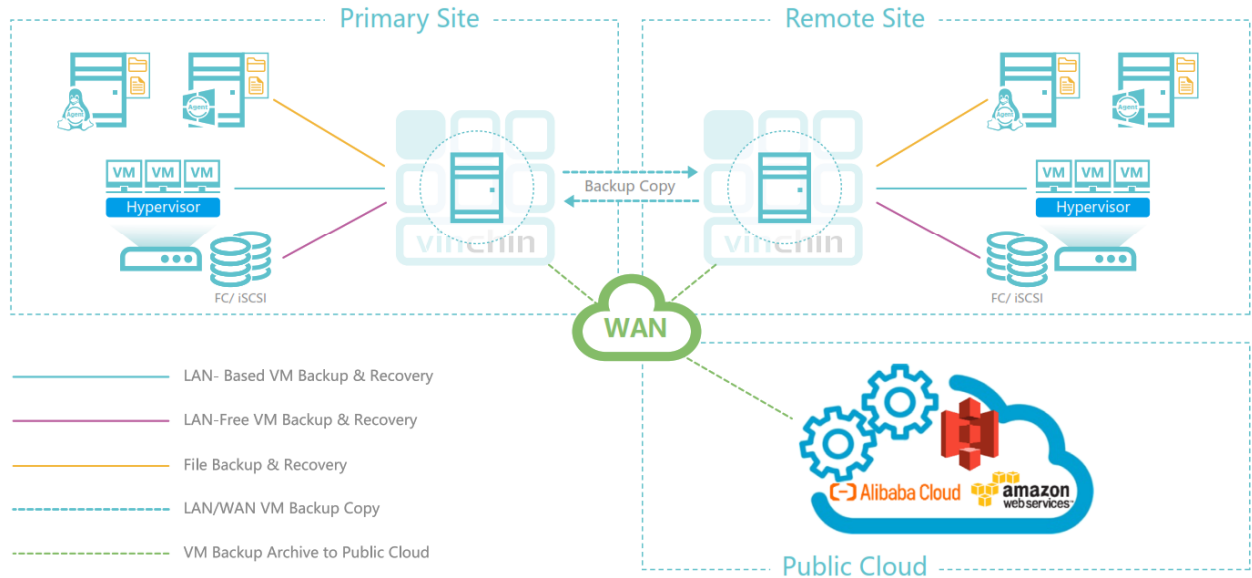 Primary Site
Remote Site
Agent
Agent
Agent
Agent
VM VM VM
VM VM VM
Hypervisor
Hypervisor
Backup Copy
vinchin
vinchin
FC/ iSCSI
FC/ iSCSI
WAN
LAN- Based VM Backup & Recovery
LAN-Free VM Backup & Recovery
File Backup & Recovery
LAN/WAN VM Backup Copy
VM Backup Archive to Public Cloud
Alibaba Cloud
amazon
webservices™
Public Cloud